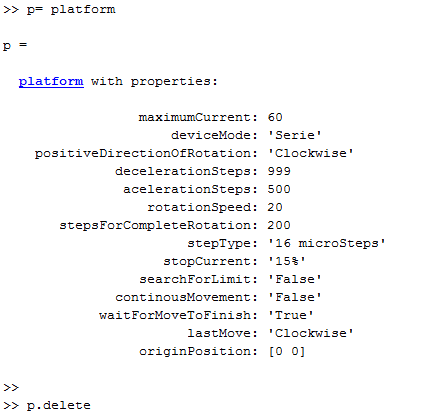 >> p= platform
p =
platform with properties:
maximumCurrent: 60
deviceMode: 'Serie'
positiveDirectionOfRotation: 'Clockwise'
decelerationSteps: 999
acelerationSteps: 500
rotationSpeed: 20
stepsForCompleteRotation: 200
stepType: '16 microSteps'
stopCurrent: '15%'
searchForLimit: 'False'
continousMovement: 'False'
waitForMoveToFinish: 'True'
lastMove: 'Clockwise'
originPosition: [0 0]
>>
>> p.delete